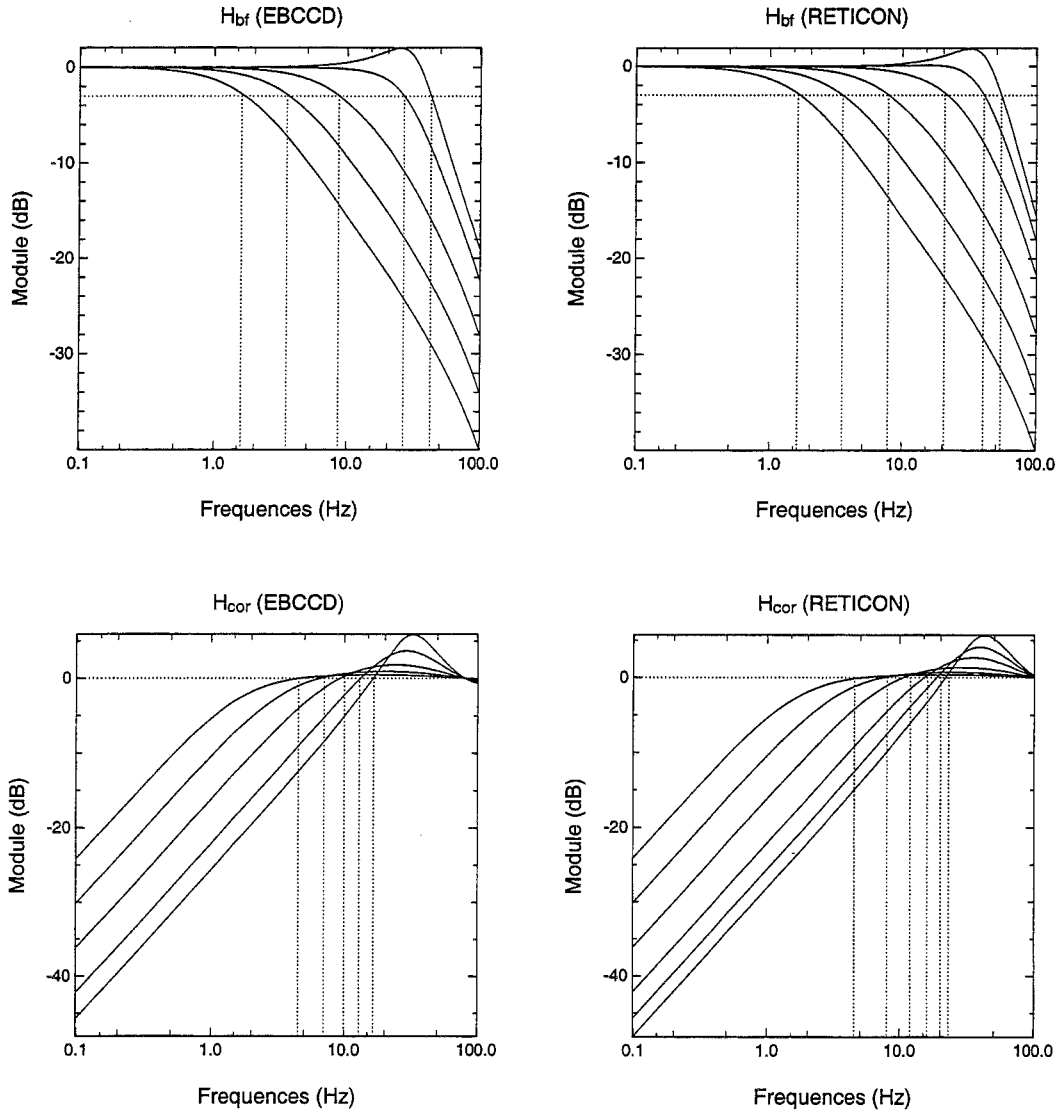 H_bf (EBCCD)
0
-10
-20
-30
Module (dB)
0.1 1.0 10.0 100.0
Frequences (Hz)
H_bf (RETICON)
0
-10
-20
-30
Module (dB)
0.1 1.0 10.0 100.0
Frequences (Hz)
H_cor (EBCCD)
0
-20
-40
Module (dB)
0.1 1.0 10.0 100.0
Frequences (Hz)
H_cor (RETICON)
0
-20
-40
Module (dB)
0.1 1.0 10.0 100.0
Frequences (Hz)